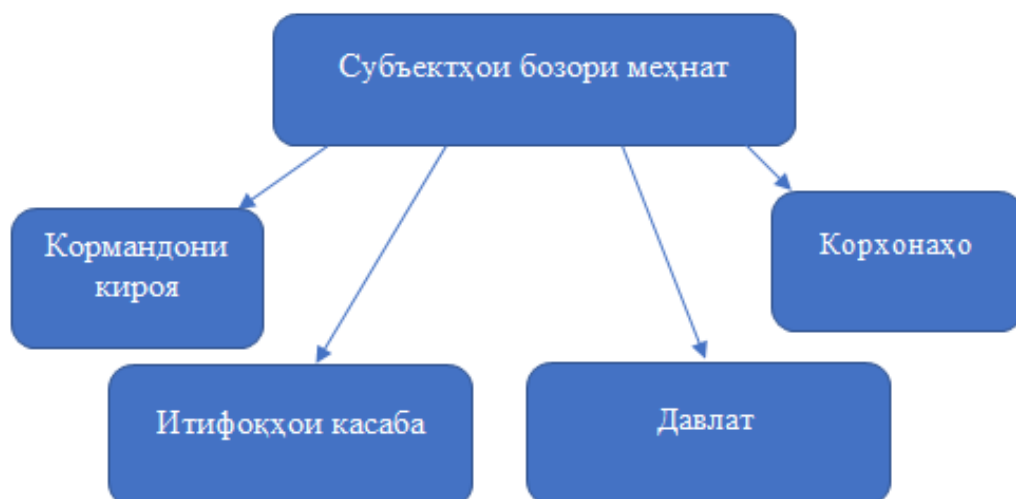 Субъектҳои бозори меҳнат
Кормандони
кироя
Корхонаҳо
Итифоқҳои касаба
Давлат